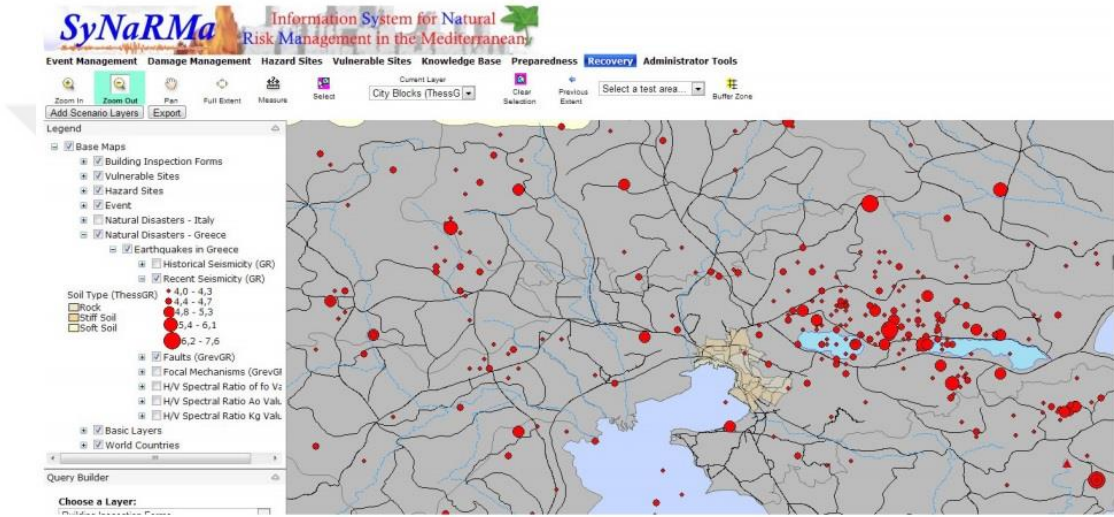 SyNaRMa
Information System for Natural
Risk Management in the Mediterranean
Event Management Damage Management Hazard Sites Vulnerable Sites Knowledge Base Preparedness Recovery Administrator Tools
Zoom In Zoom Out Pan Full Extent Measure Select
Current Layer
City Blocks (ThessG
Clear Selection
Previous Extent
Select a test area...
Buffer Zone
Add Scenario Layers Export
Legend
Base Maps
Building Inspection Forms
Vulnerable Sites
Hazard Sites
Event
Natural Disasters - Italy
Natural Disasters - Greece
Earthquakes in Greece
Historical Seismicity (GR)
Recent Seismicity (GR)
Soil Type (ThessGR)
Rock
Stiff Soil
Soft Soil
4,0 - 4,3
4,4 - 4,7
4,8 - 5,3
5,4 - 6,1
6,2 - 7,6
Faults (GrevGR)
Focal Mechanisms (GrevGR
H/V Spectral Ratio of fo Va
H/V Spectral Ratio Ao Valu
H/V Spectral Ratio Kg Valu
Basic Layers
World Countries
Query Builder
Choose a Layer:
Building Inspection Forms